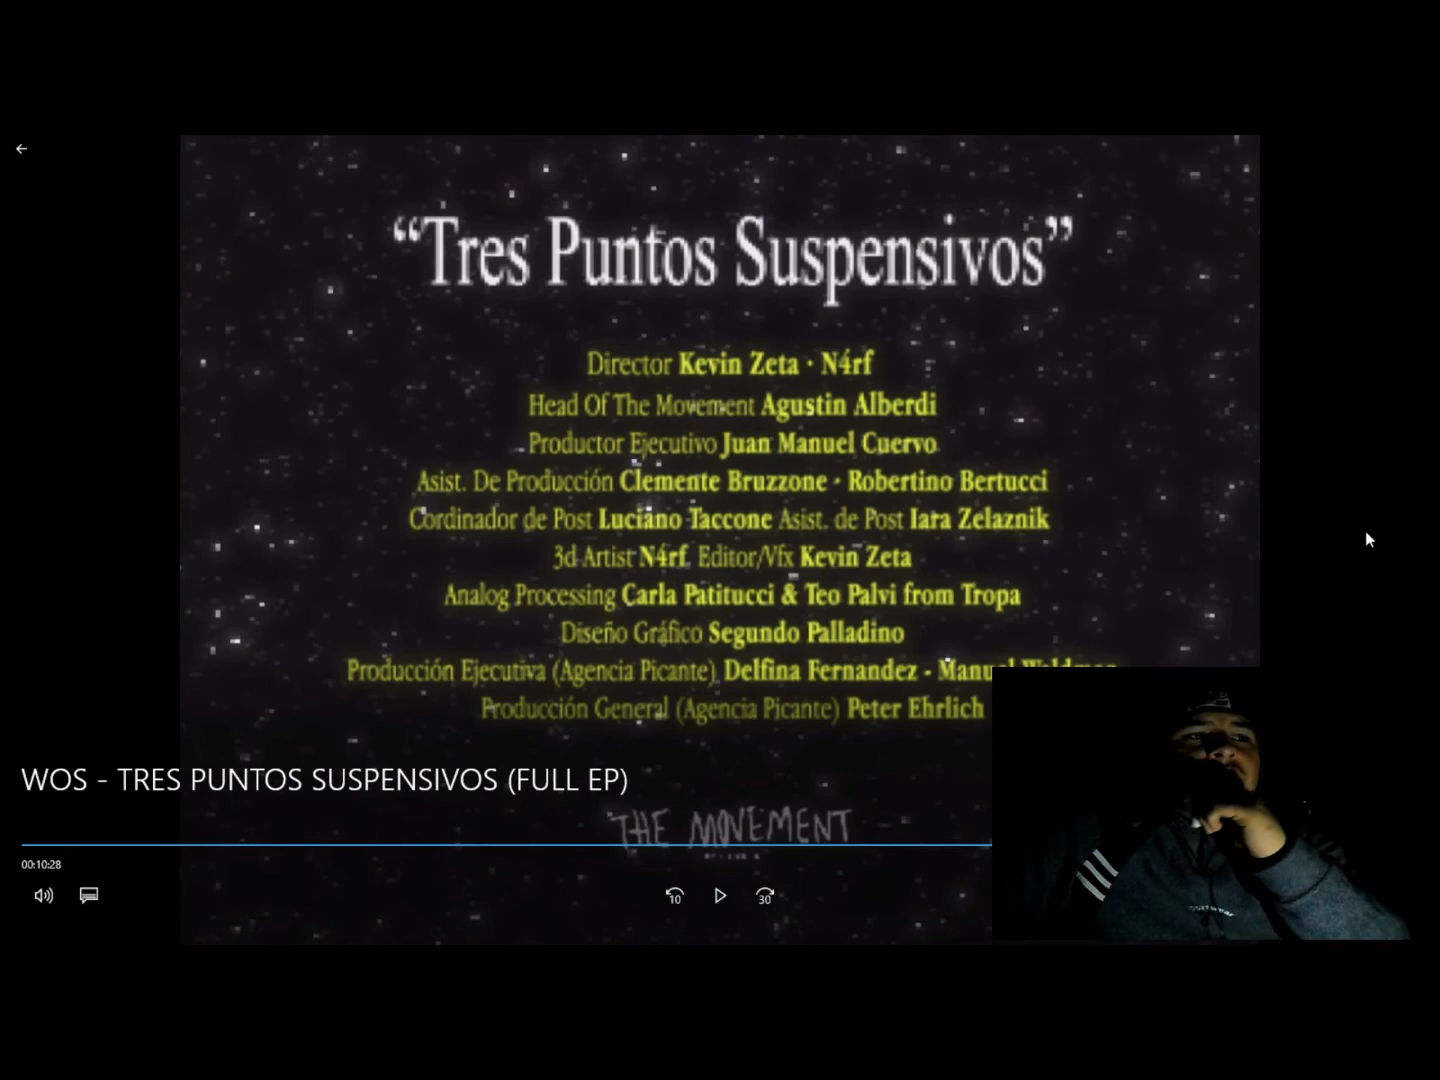 “Tres Puntos Suspensivos”
Director Kevin Zeta · N4rf
Head Of The Movement Agustin Alberdi
Productor Ejecutivo Juan Manuel Cuervo
Asist. De Producción Clemente Bruzzone · Robertino Bertucci
Cordinador de Post Luciano Taccone Asist. de Post Iara Zelaznik
3d Artist N4rf Editor/Vfx Kevin Zeta
Analog Processing Carla Patitucci & Teo Palvi from Tropa
Diseño Gráfico Segundo Palladino
Producción Ejecutiva (Agencia Picante) Delfina Fernandez - Manuel
Producción General (Agencia Picante) Peter Ehrlich
WOS - TRES PUNTOS SUSPENSIVOS (FULL EP)
THE MOVEMENT
00:10:28
10
30